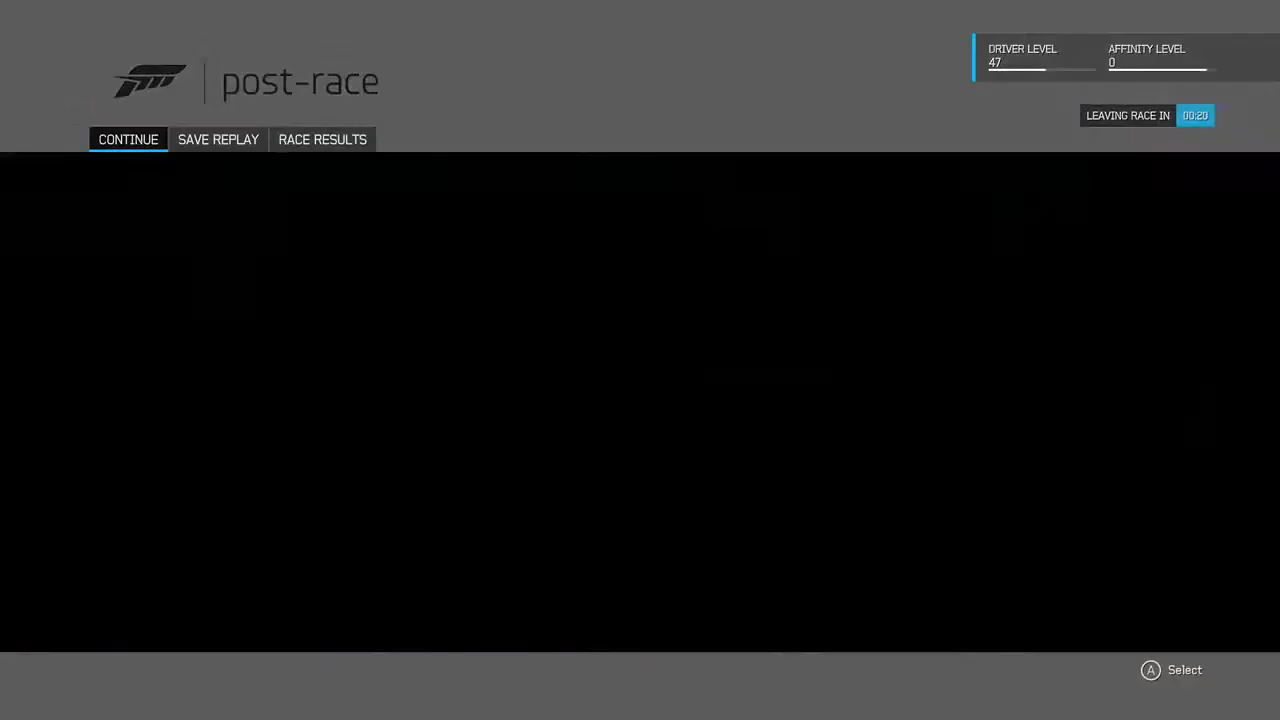 post-race
DRIVER LEVEL
47
AFFINITY LEVEL
0
LEAVING RACE IN 00:20
CONTINUE SAVE REPLAY RACE RESULTS
A Select